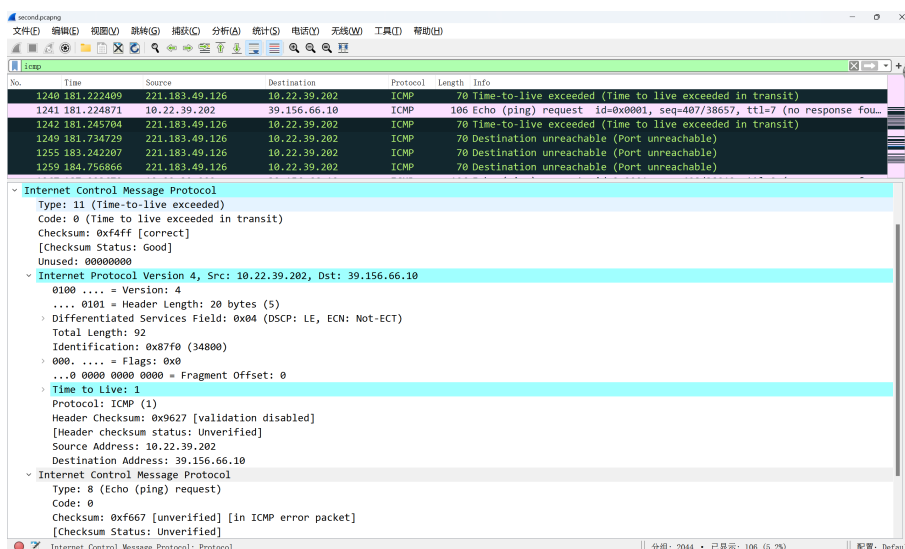 second.pcapng
文件(F) 编辑(E) 视图(V) 跳转(G) 捕获(C) 分析(A) 统计(S) 电话(Y) 无线(W) 工具(T) 帮助(H)
icmp
No. Time Source Destination Protocol Length Info
1240 181.222409 221.183.49.126 10.22.39.202 ICMP 70 Time-to-live exceeded (Time to live exceeded in transit)
1241 181.224871 10.22.39.202 39.156.66.10 ICMP 106 Echo (ping) request id=0x0001, seq=407/38657, ttl=7 (no response fou…
1242 181.245704 221.183.49.126 10.22.39.202 ICMP 70 Time-to-live exceeded (Time to live exceeded in transit)
1249 181.734729 221.183.49.126 10.22.39.202 ICMP 70 Destination unreachable (Port unreachable)
1255 183.242207 221.183.49.126 10.22.39.202 ICMP 70 Destination unreachable (Port unreachable)
1259 184.756866 221.183.49.126 10.22.39.202 ICMP 70 Destination unreachable (Port unreachable)
Internet Control Message Protocol
Type: 11 (Time-to-live exceeded)
Code: 0 (Time to live exceeded in transit)
Checksum: 0xf4ff [correct]
[Checksum Status: Good]
Unused: 00000000
Internet Protocol Version 4, Src: 10.22.39.202, Dst: 39.156.66.10
0100 .... = Version: 4
.... 0101 = Header Length: 20 bytes (5)
Differentiated Services Field: 0x04 (DSCP: LE, ECN: Not-ECT)
Total Length: 92
Identification: 0x87f0 (34800)
000. .... = Flags: 0x0
...0 0000 0000 0000 = Fragment Offset: 0
Time to Live: 1
Protocol: ICMP (1)
Header Checksum: 0x9627 [validation disabled]
[Header checksum status: Unverified]
Source Address: 10.22.39.202
Destination Address: 39.156.66.10
Internet Control Message Protocol
Type: 8 (Echo (ping) request)
Code: 0
Checksum: 0xf667 [unverified] [in ICMP error packet]
[Checksum Status: Unverified]
Internet Control Message Protocol: Protocol 分组: 2044 • 已显示: 106 (5.2%) 配置: Defau